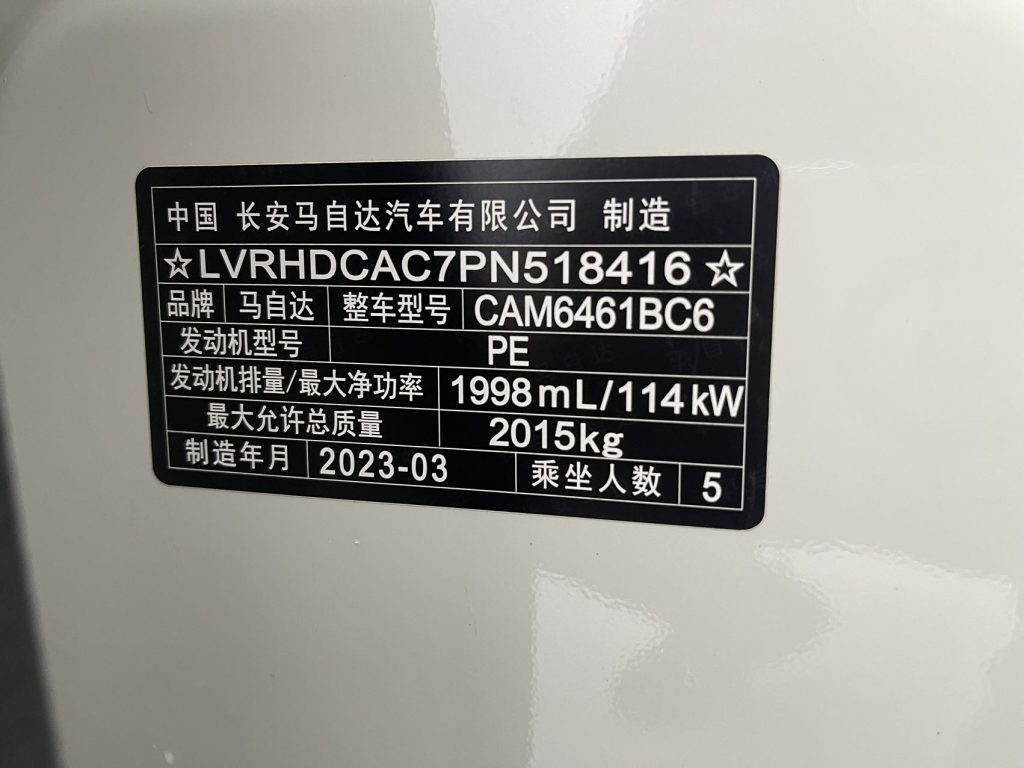 中国 长安马自达汽车有限公司 制造
☆LVRHDCAC7PN518416☆
品牌 马自达 整车型号 CAM6461BC6
发动机型号 PE
发动机排量/最大净功率 1998mL/114kW
最大允许总质量 2015kg
制造年月 2023-03 乘坐人数 5